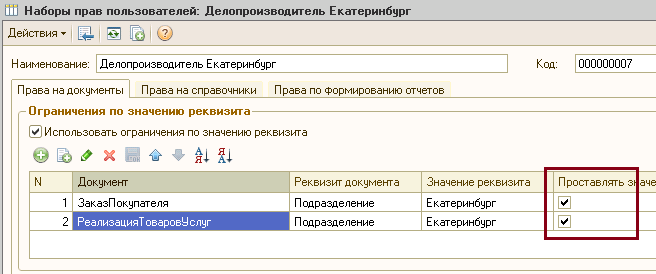 Наборы прав пользователей: Делопроизводитель Екатеринбург
Действия
Наименование: Делопроизводитель Екатеринбург Код: 000000007
Права на документы Права на справочники Права по формированию отчетов
Ограничения по значению реквизита
Использовать ограничения по значению реквизита
А Я Я А
N Документ Реквизит документа Значение реквизита Проставлять значе
1 ЗаказПокупателя Подразделение Екатеринбург
2 РеализацияТоваровУслуг Подразделение Екатеринбург